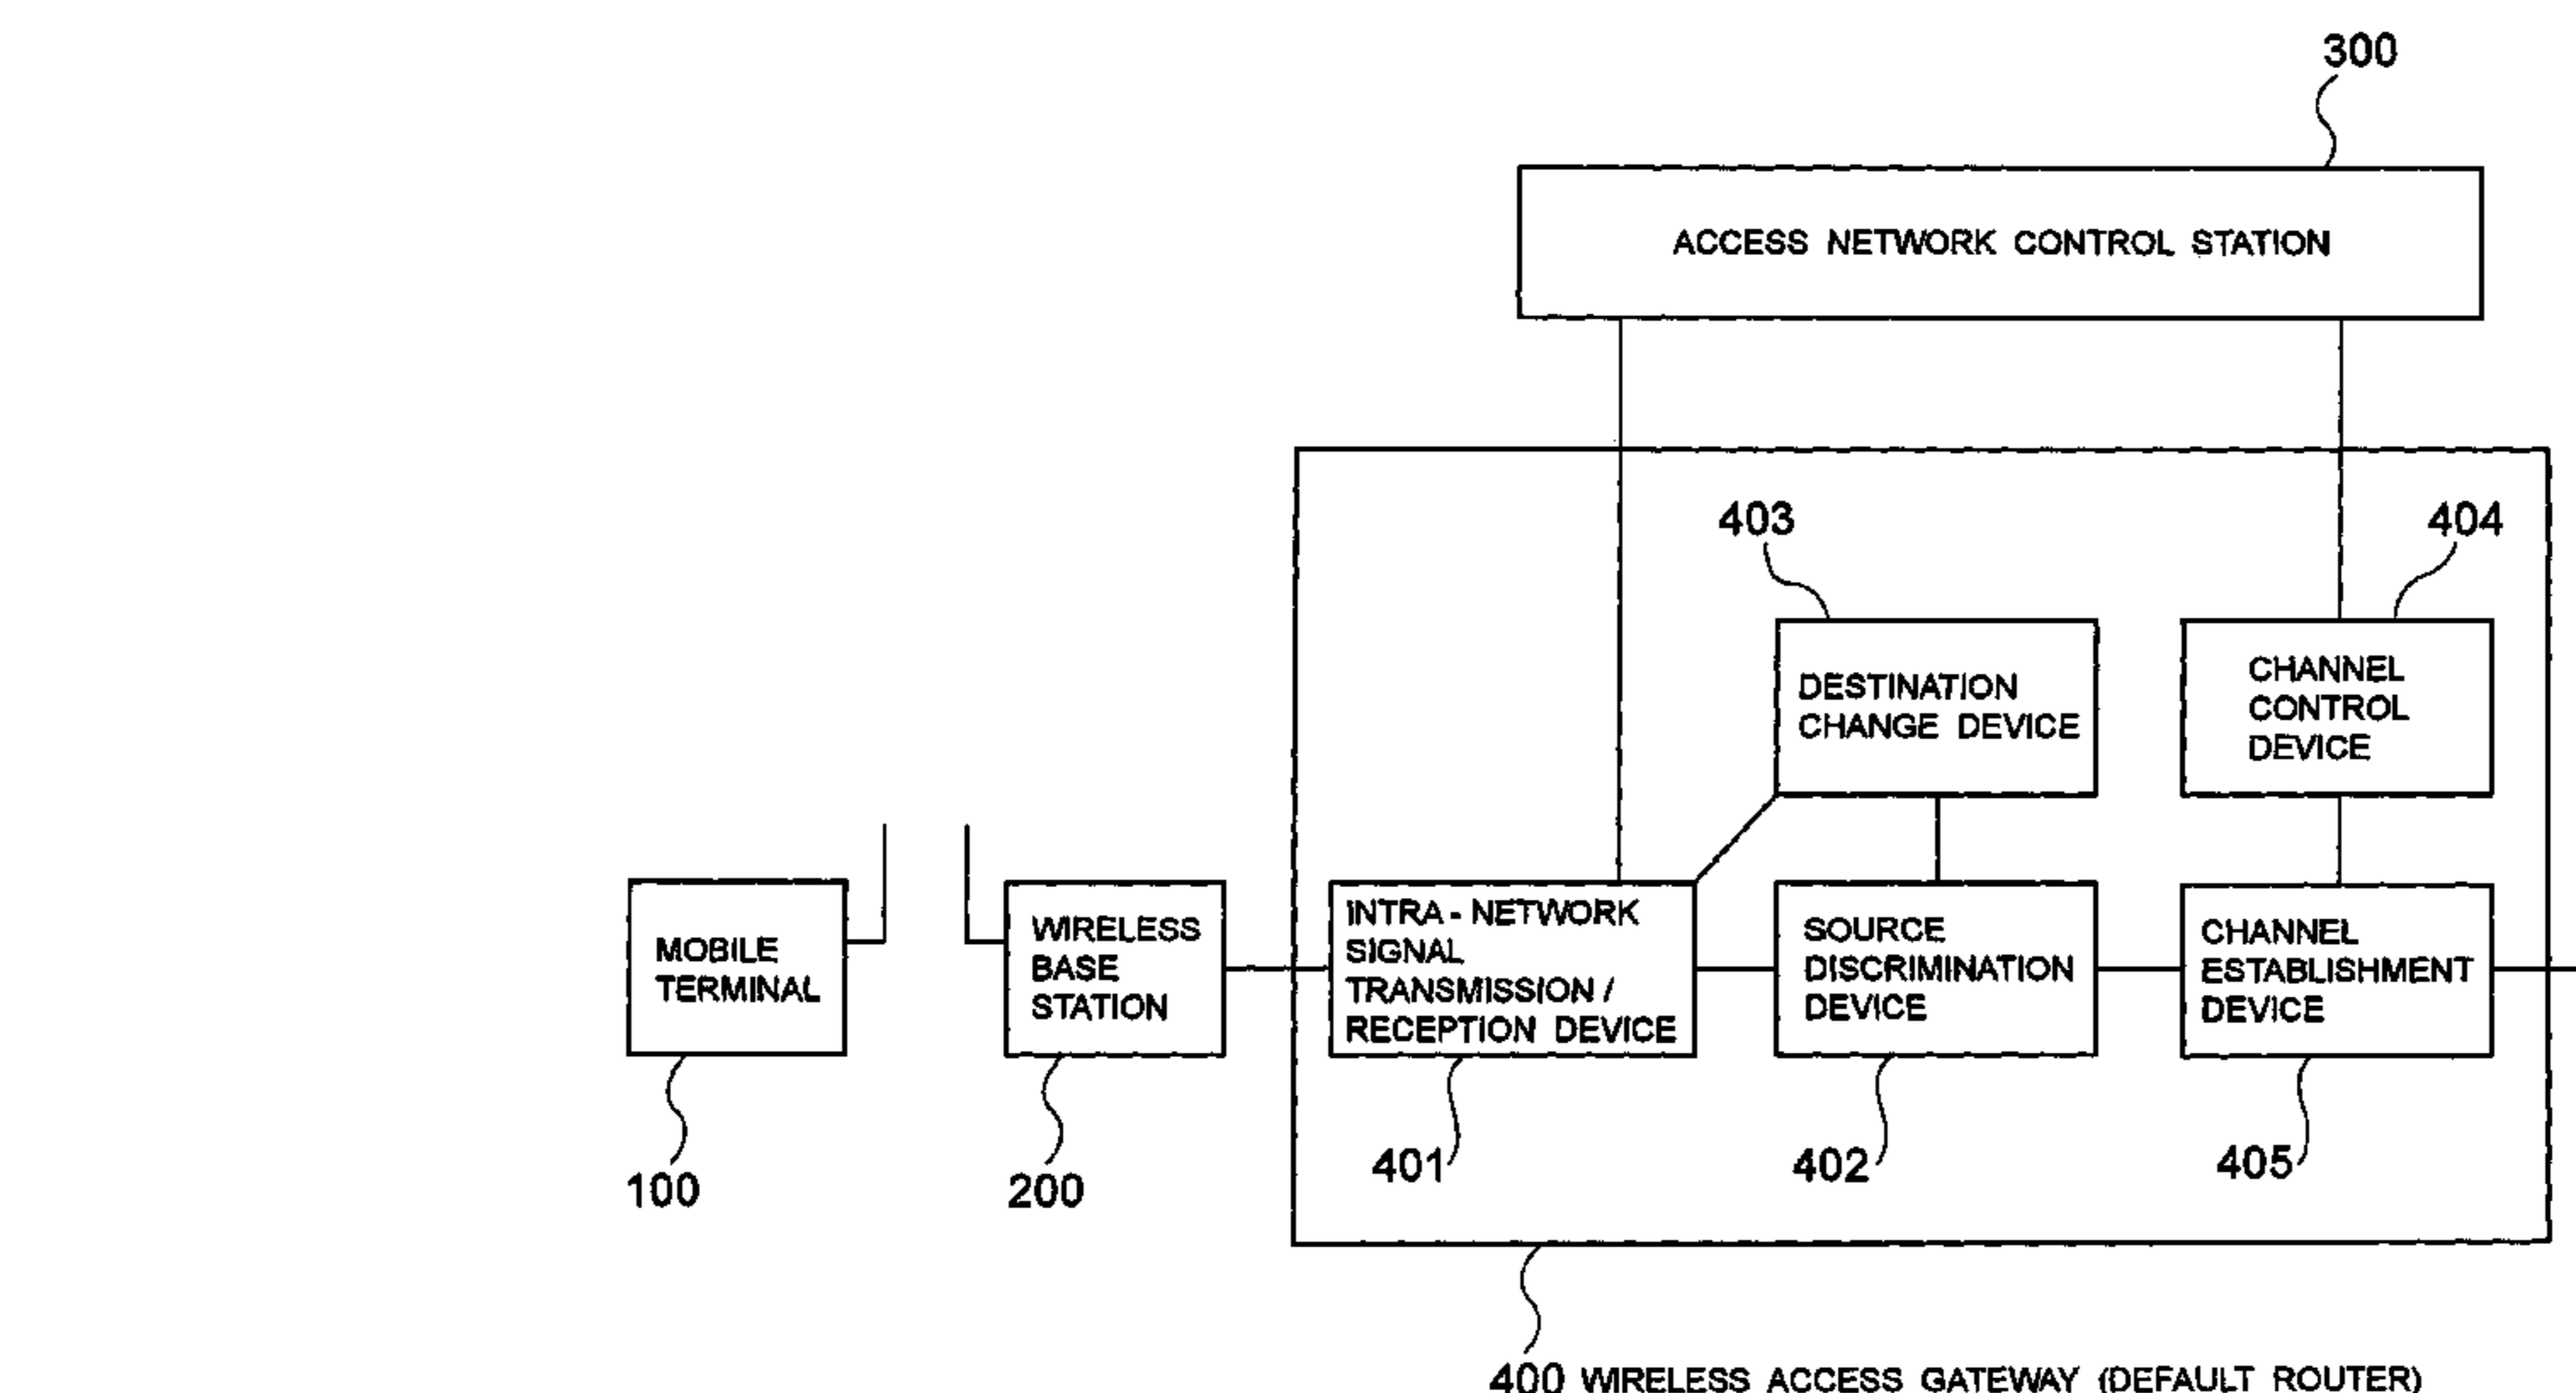 300
ACCESS NETWORK CONTROL STATION
403
404
DESTINATION
CHANGE DEVICE
CHANNEL
CONTROL
DEVICE
MOBILE
TERMINAL
WIRELESS
BASE
STATION
INTRA - NETWORK
SIGNAL
TRANSMISSION /
RECEPTION DEVICE
SOURCE
DISCRIMINATION
DEVICE
CHANNEL
ESTABLISHMENT
DEVICE
100
200
401
402
405
400 WIRELESS ACCESS GATEWAY (DEFAULT ROUTER)